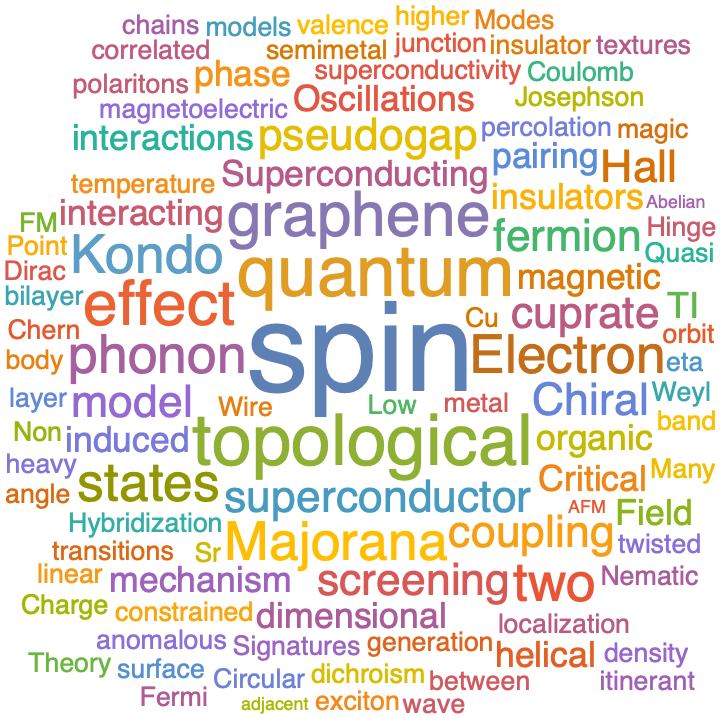 chains models valence higher Modes
correlated semimetal junction insulator textures
polaritons phase superconductivity Coulomb
magnetoelectric Oscillations Josephson
interactions pseudogap percolation magic
Superconducting pairing Hall
temperature insulators Abelian
FM interacting graphene fermion Hinge
Point Kondo quantum magnetic Quasi
Dirac
bilayer effect Cu cuprate TI
Chern spin orbit
body phonon Electron eta
layer model Wire Low metal Chiral Weyl
Non induced topological organic band
heavy states Critical Many
angle superconductor AFM Field
Hybridization Majorana coupling twisted
transitions Sr
linear mechanism screening two Nematic
Charge constrained dimensional localization
anomalous Signatures generation helical density
Theory surface Circular dichroism between itinerant
Fermi adjacent exciton wave